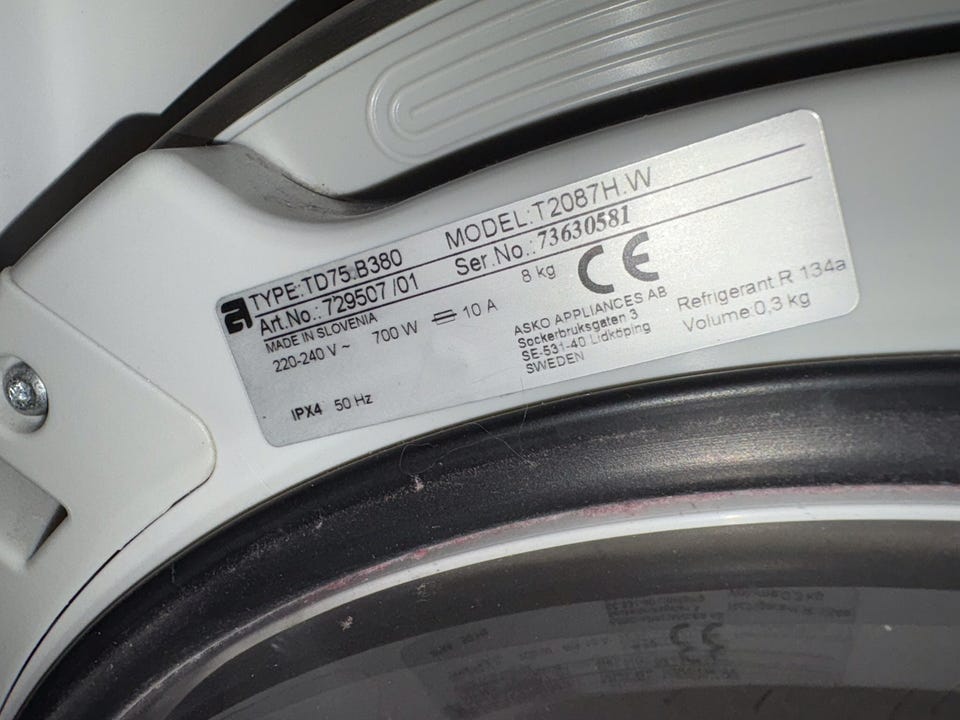 TYPE:TD75.B380 MODEL:T2087H.W
Art.No.: 729507 /01 Ser.No.: 73630581
MADE IN SLOVENIA
220-240 V ~ 700 W 10 A 8 kg CE
IPX4 50 Hz
ASKO APPLIANCES AB
Sockerbruksgatan 3
SE-531-40 Lidköping
SWEDEN
Refrigerant R 134a
Volume:0,3 kg